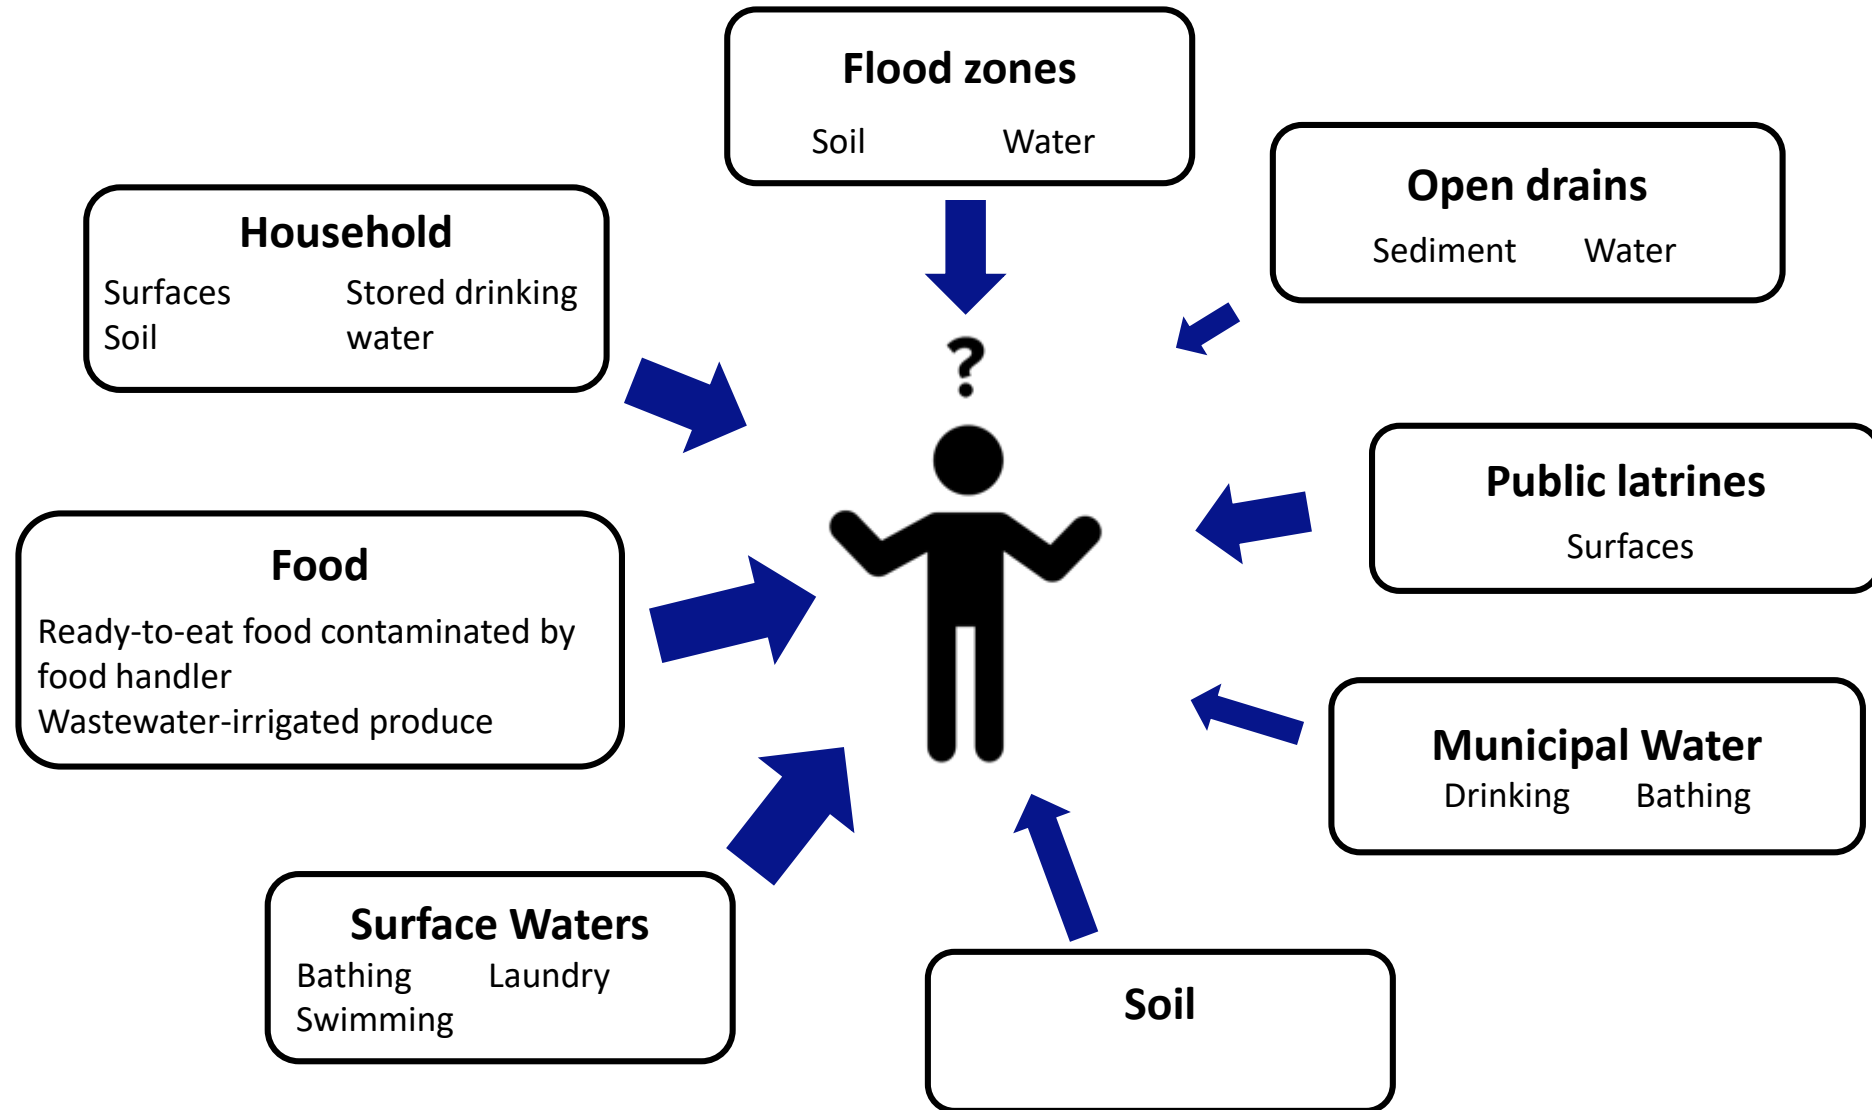 Flood zones
Soil Water
Open drains
Sediment Water
Household
Surfaces Stored drinking
Soil water
?
Public latrines
Surfaces
Food
Ready-to-eat food contaminated by
food handler
Wastewater-irrigated produce
Municipal Water
Drinking Bathing
Surface Waters
Bathing Laundry
Swimming
Soil